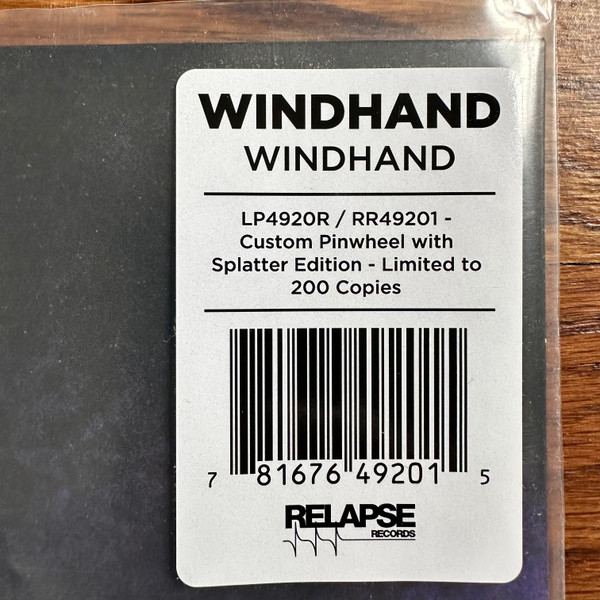 WINDHAND
WINDHAND
LP4920R / RR49201 -
Custom Pinwheel with
Splatter Edition - Limited to
200 Copies
7 81676 49201 5
RELAPSE
RECORDS